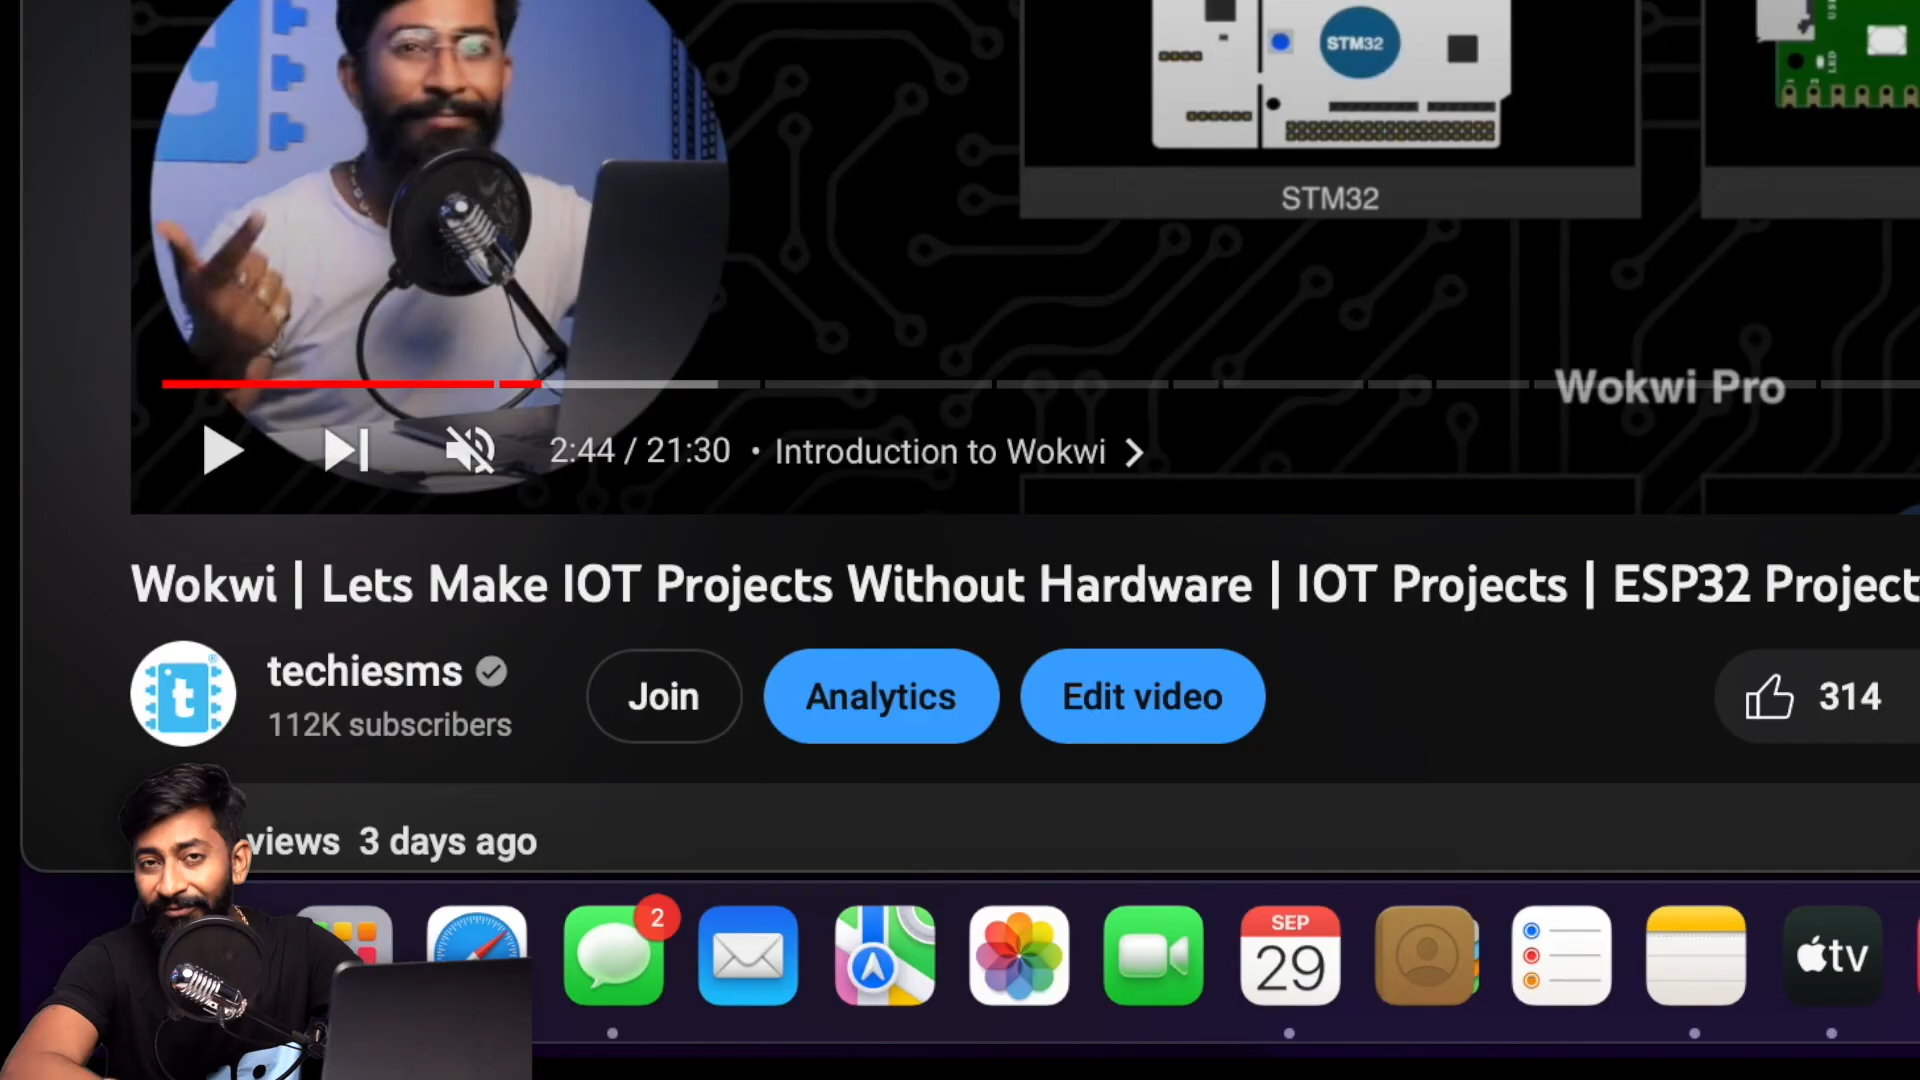 STM32
LED
STM32
Wokwi Pro
2:44 / 21:30 • Introduction to Wokwi
Wokwi | Lets Make IOT Projects Without Hardware | IOT Projects | ESP32 Project
t
techiesms
112K subscribers
Join
Analytics
Edit video
314
views 3 days ago
2
SEP
29
tv